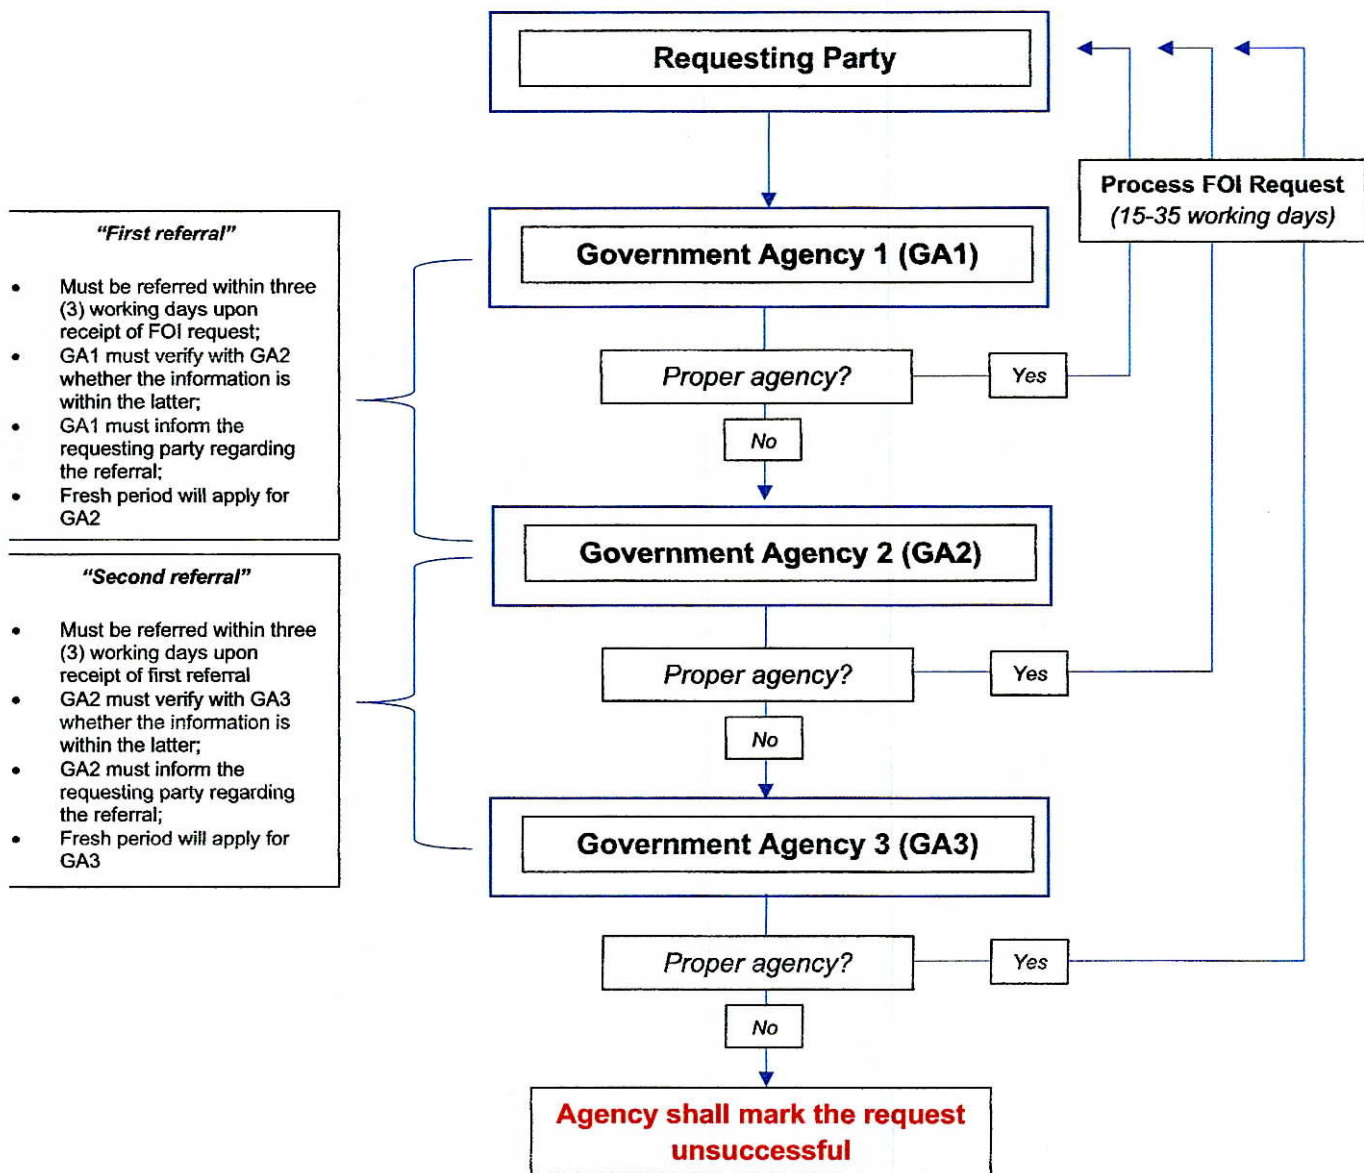 Requesting Party
Process FOI Request
(15-35 working days)
“First referral”
• Must be referred within three
(3) working days upon
receipt of FOI request;
• GA1 must verify with GA2
whether the information is
within the latter;
• GA1 must inform the
requesting party regarding
the referral;
• Fresh period will apply for
GA2
Government Agency 1 (GA1)
Proper agency?
Yes
No
Government Agency 2 (GA2)
“Second referral”
• Must be referred within three
(3) working days upon
receipt of first referral
• GA2 must verify with GA3
whether the information is
within the latter;
• GA2 must inform the
requesting party regarding
the referral;
• Fresh period will apply for
GA3
Proper agency?
Yes
No
Government Agency 3 (GA3)
Proper agency?
Yes
No
Agency shall mark the request
unsuccessful